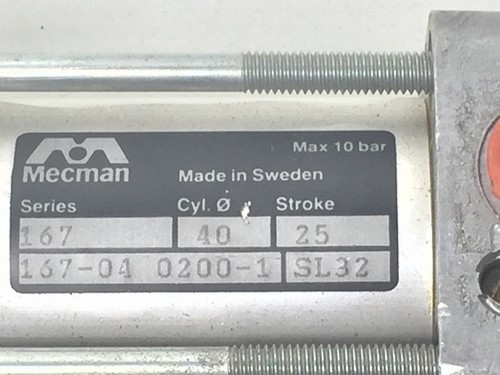 Max 10 bar
Mecman Made in Sweden
Series Cyl. Ø Stroke
167 40 25
167-04 0200-1 SL32